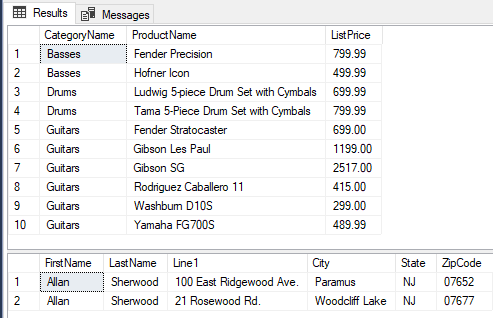 Results Messages
CategoryName ProductName ListPrice
1 Basses Fender Precision 799.99
2 Basses Hofner Icon 499.99
3 Drums Ludwig 5-piece Drum Set with Cymbals 699.99
4 Drums Tama 5-Piece Drum Set with Cymbals 799.99
5 Guitars Fender Stratocaster 699.00
6 Guitars Gibson Les Paul 1199.00
7 Guitars Gibson SG 2517.00
8 Guitars Rodriguez Caballero 11 415.00
9 Guitars Washburn D10S 299.00
10 Guitars Yamaha FG700S 489.99
FirstName LastName Line1 City State ZipCode
1 Allan Sherwood 100 East Ridgewood Ave. Paramus NJ 07652
2 Allan Sherwood 21 Rosewood Rd. Woodcliff Lake NJ 07677